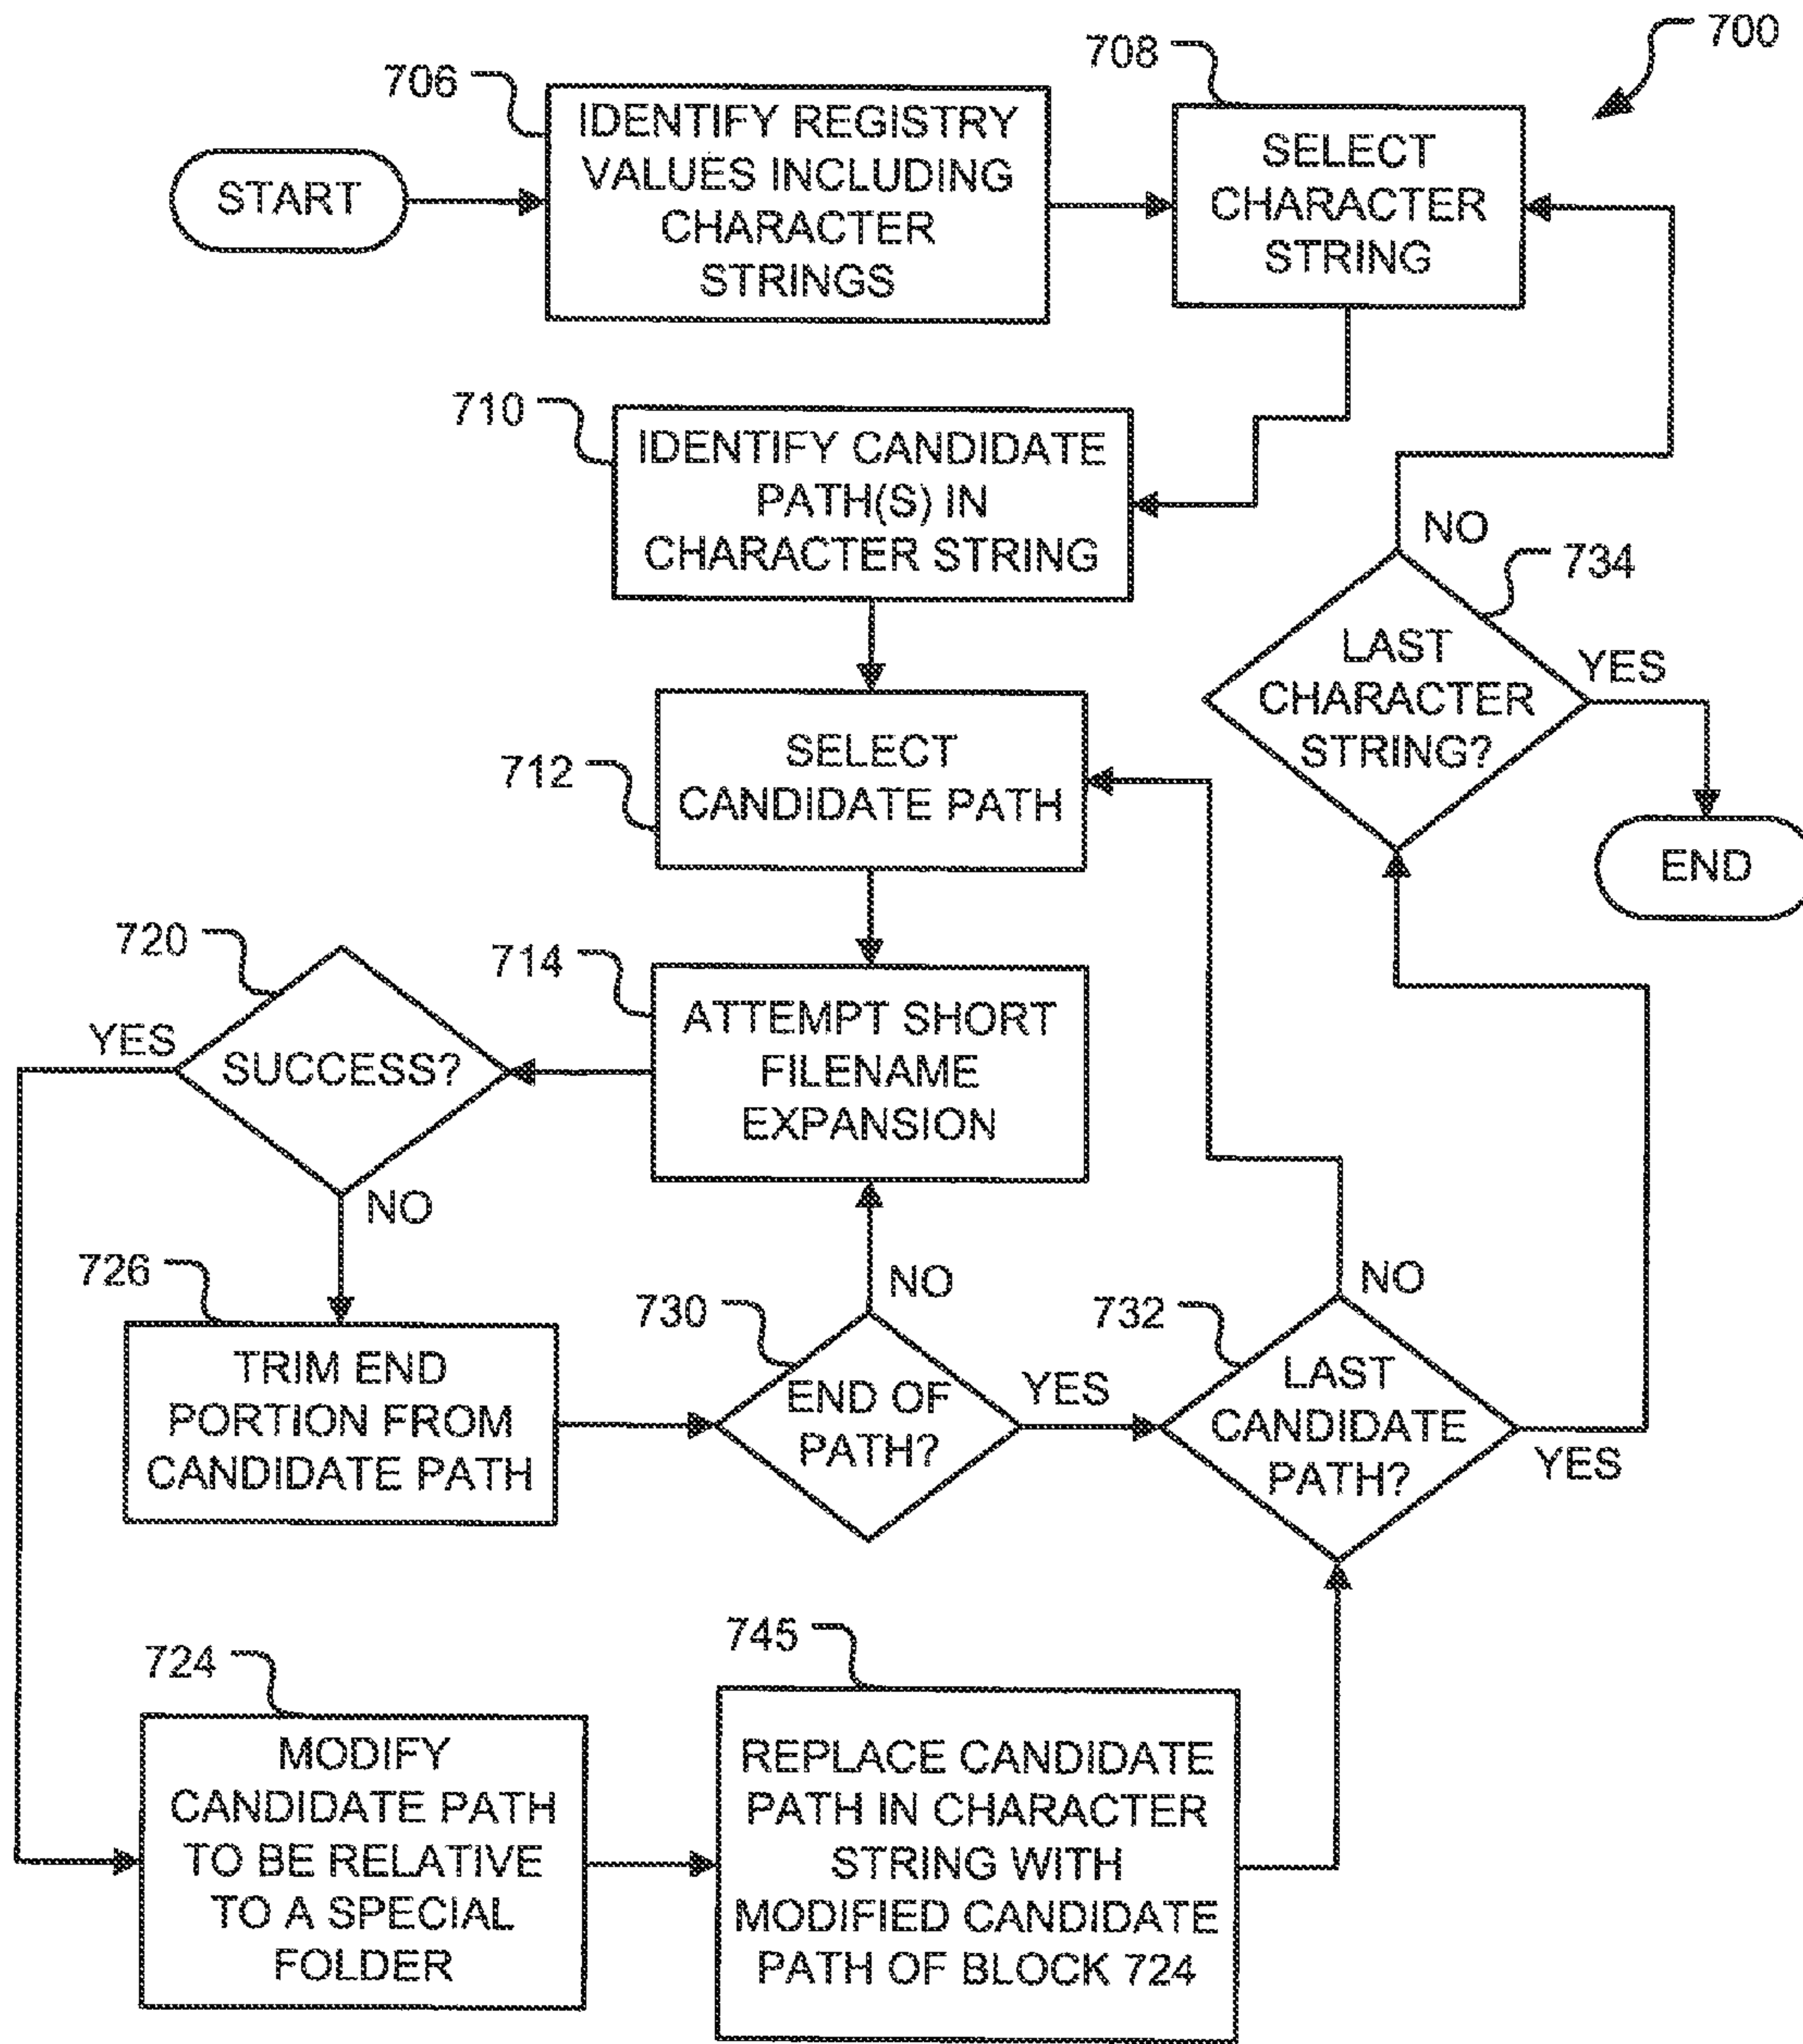 700
706
708
START
IDENTIFY REGISTRY
VALUES INCLUDING
CHARACTER
STRINGS
SELECT
CHARACTER
STRING
710
IDENTIFY CANDIDATE
PATH(S) IN
CHARACTER STRING
NO
734
LAST
CHARACTER
STRING?
YES
END
712
SELECT
CANDIDATE PATH
720
YES
SUCCESS?
NO
714
ATTEMPT SHORT
FILENAME
EXPANSION
726
TRIM END
PORTION FROM
CANDIDATE PATH
730
NO
END OF
PATH?
YES
732
NO
LAST
CANDIDATE
PATH?
YES
724
MODIFY
CANDIDATE PATH
TO BE RELATIVE
TO A SPECIAL
FOLDER
745
REPLACE CANDIDATE
PATH IN CHARACTER
STRING WITH
MODIFIED CANDIDATE
PATH OF BLOCK 724